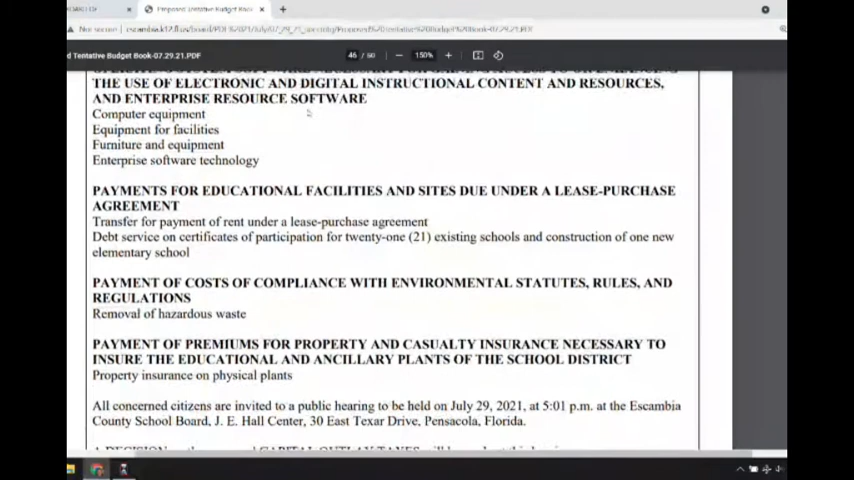 Proposed Tentative Budget Book
Not secure
d Tentative Budget Book-07.29.21.PDF
46 / 60
150%
THE USE OF ELECTRONIC AND DIGITAL INSTRUCTIONAL CONTENT AND RESOURCES,
AND ENTERPRISE RESOURCE SOFTWARE
Computer equipment
Equipment for facilities
Furniture and equipment
Enterprise software technology
PAYMENTS FOR EDUCATIONAL FACILITIES AND SITES DUE UNDER A LEASE-PURCHASE
AGREEMENT
Transfer for payment of rent under a lease-purchase agreement
Debt service on certificates of participation for twenty-one (21) existing schools and construction of one new
elementary school
PAYMENT OF COSTS OF COMPLIANCE WITH ENVIRONMENTAL STATUTES, RULES, AND
REGULATIONS
Removal of hazardous waste
PAYMENT OF PREMIUMS FOR PROPERTY AND CASUALTY INSURANCE NECESSARY TO
INSURE THE EDUCATIONAL AND ANCILLARY PLANTS OF THE SCHOOL DISTRICT
Property insurance on physical plants
All concerned citizens are invited to a public hearing to be held on July 29, 2021, at 5:01 p.m. at the Escambia
County School Board, J. E. Hall Center, 30 East Texar Drive, Pensacola, Florida.